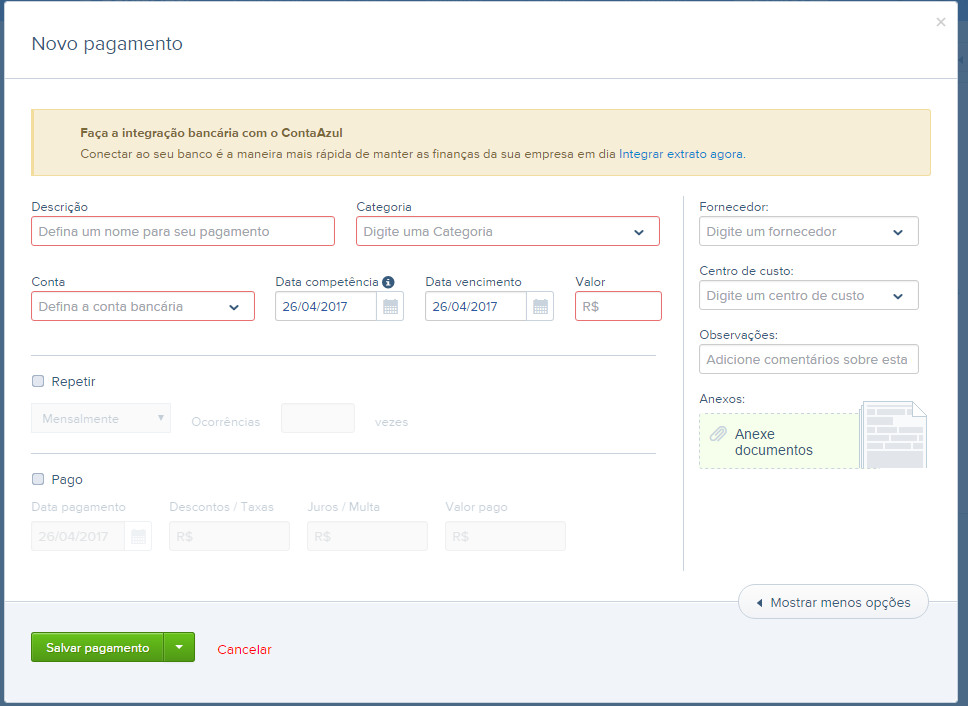 Novo pagamento
×
Faça a integração bancária com o ContaAzul
Conectar ao seu banco é a maneira mais rápida de manter as finanças da sua empresa em dia Integrar extrato agora.
Descrição
Defina um nome para seu pagamento
Categoria
Digite uma Categoria
Conta
Defina a conta bancária
Data competência
26/04/2017
Data vencimento
26/04/2017
Valor
R$
Repetir
Mensalmente
Ocorrências
vezes
Pago
Data pagamento
26/04/2017
Descontos / Taxas
R$
Juros / Multa
R$
Valor pago
R$
Fornecedor:
Digite um fornecedor
Centro de custo:
Digite um centro de custo
Observações:
Adicione comentários sobre esta
Anexos:
Anexe
documentos
Mostrar menos opções
Salvar pagamento
Cancelar